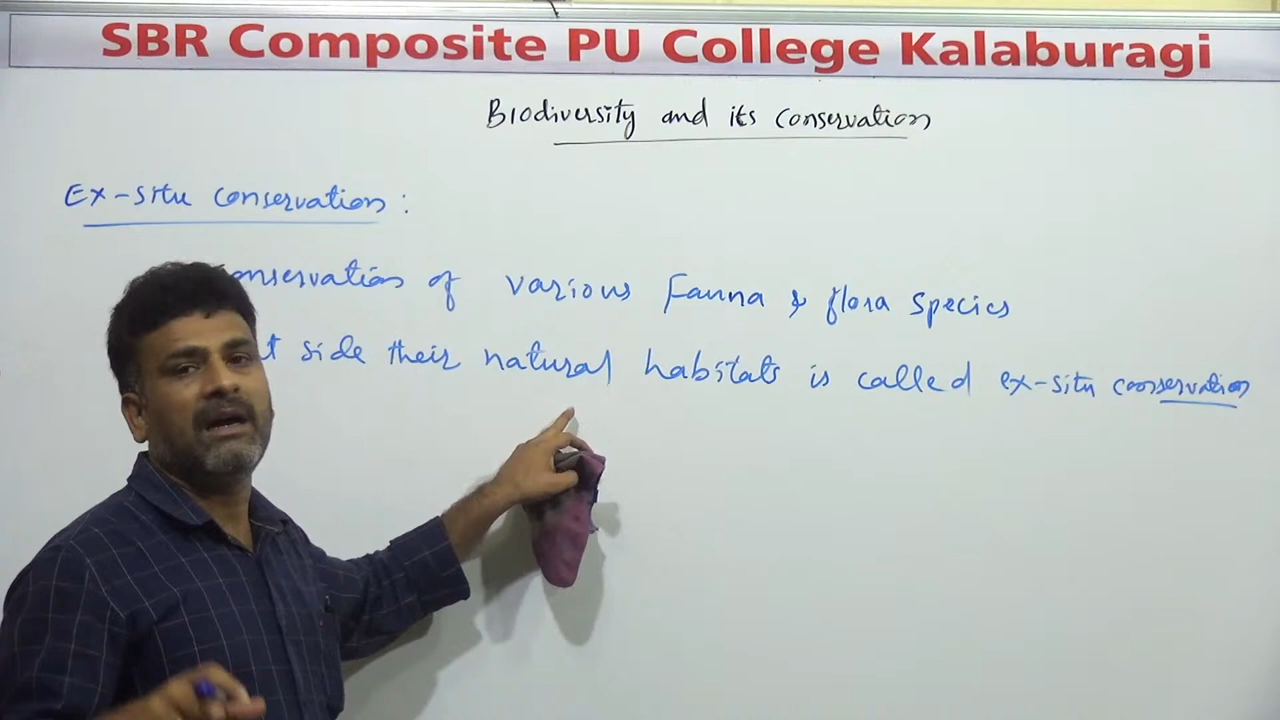 SBR Composite PU College Kalaburagi
Biodiversity and its conservation
Ex-situ conservation :
onservation of various Fauna & flora species
t side their natural habitats is called ex-situ conservation